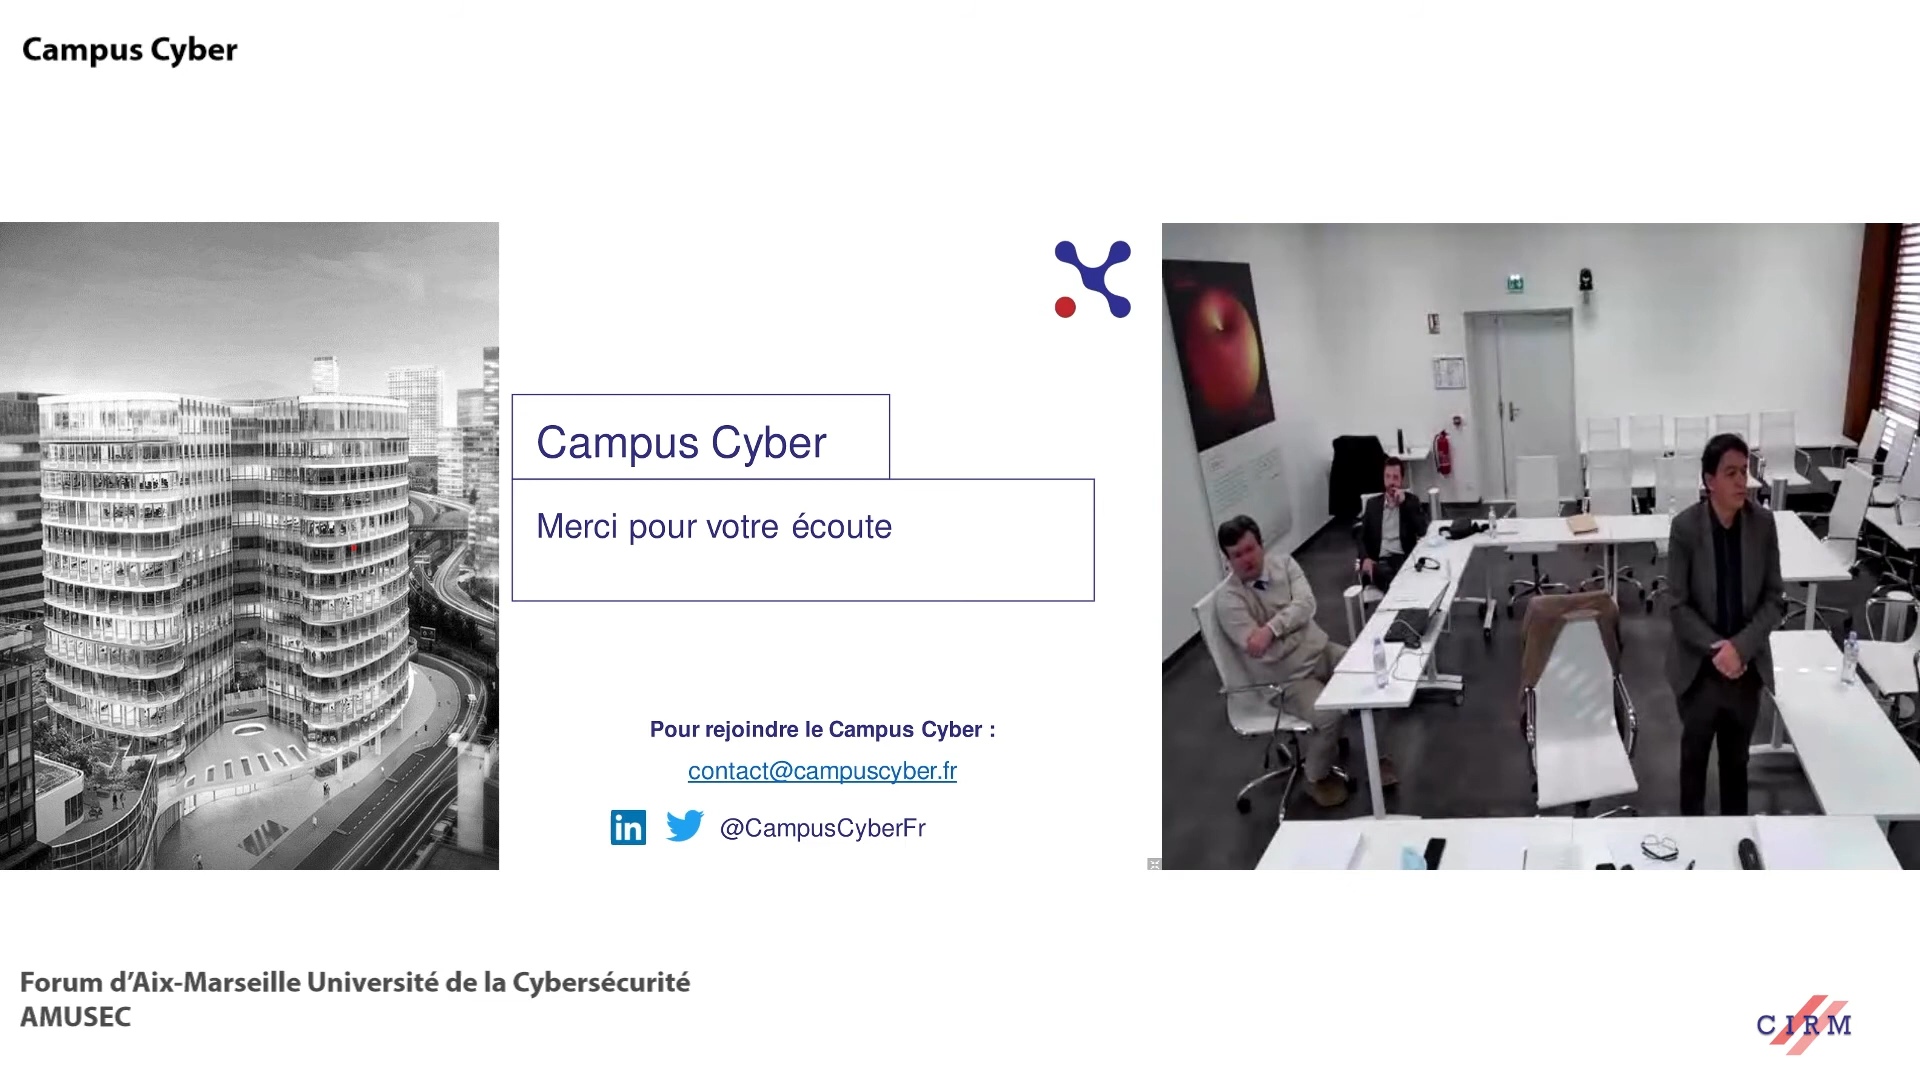 Campus Cyber
Campus Cyber
Merci pour votre écoute
Pour rejoindre le Campus Cyber :
contact@campuscyber.fr
in @CampusCyberFr
Forum d'Aix-Marseille Université de la Cybersécurité
AMUSEC
CIRM